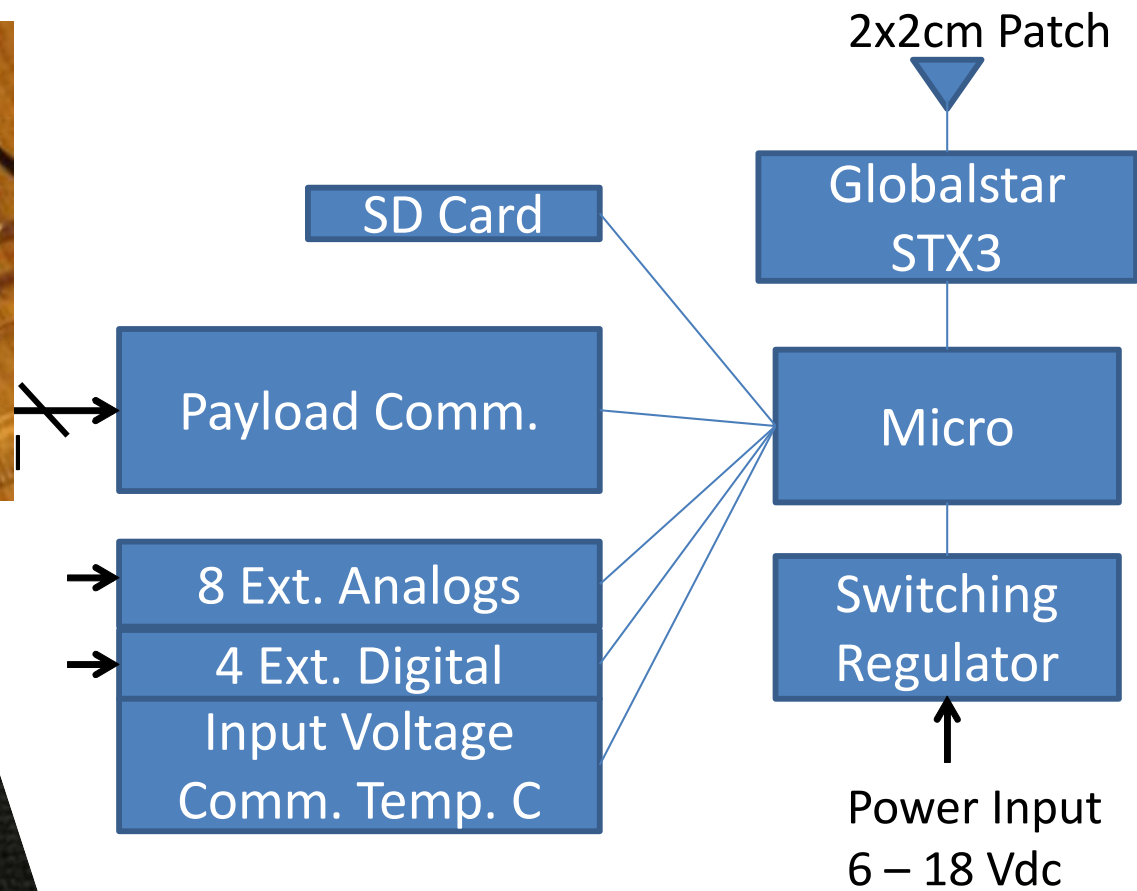 2x2cm Patch
Globalstar
STX3
SD Card
Payload Comm.
Micro
8 Ext. Analogs
4 Ext. Digital
Input Voltage
Comm. Temp. C
Switching
Regulator
Power Input
6 – 18 Vdc